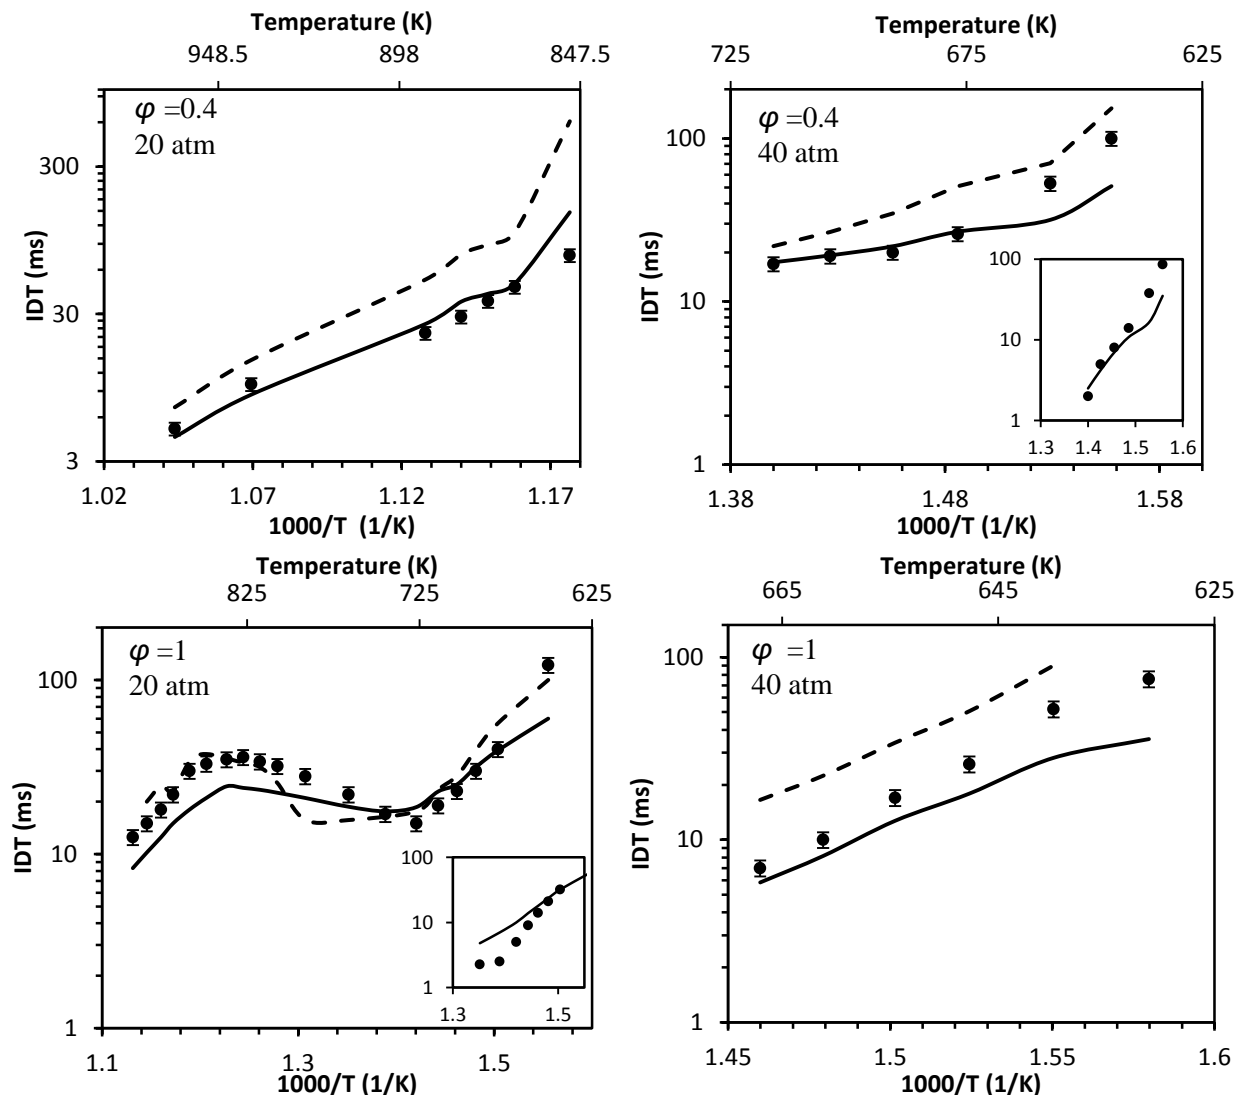 Temperature (K)
948.5 898 847.5
φ =0.4
20 atm
300
30
3
IDT (ms)
1.02 1.07 1.12 1.17
1000/T (1/K)
Temperature (K)
725 675 625
φ =0.4
40 atm
100
10
1
IDT (ms)
100
10
1
1.3 1.4 1.5 1.6
1.38 1.48 1.58
1000/T (1/K)
Temperature (K)
825 725 625
φ =1
20 atm
100
10
1
IDT (ms)
100
10
1
1.3 1.5
1.1 1.3 1.5
1000/T (1/K)
Temperature (K)
665 645 625
φ =1
40 atm
100
10
1
IDT (ms)
1.45 1.5 1.55 1.6
1000/T (1/K)